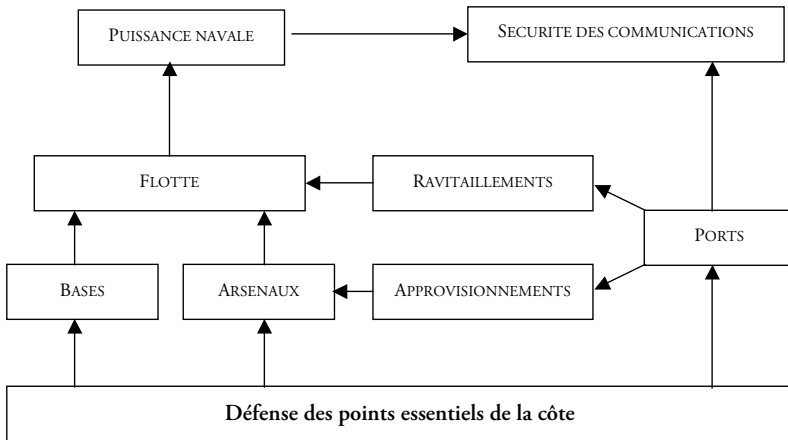 PUISSANCE NAVALE
SECURITE DES COMMUNICATIONS
FLOTTE
RAVITAILLEMENTS
PORTS
BASES
ARSENAUX
APPROVISIONNEMENTS
Défense des points essentiels de la côte